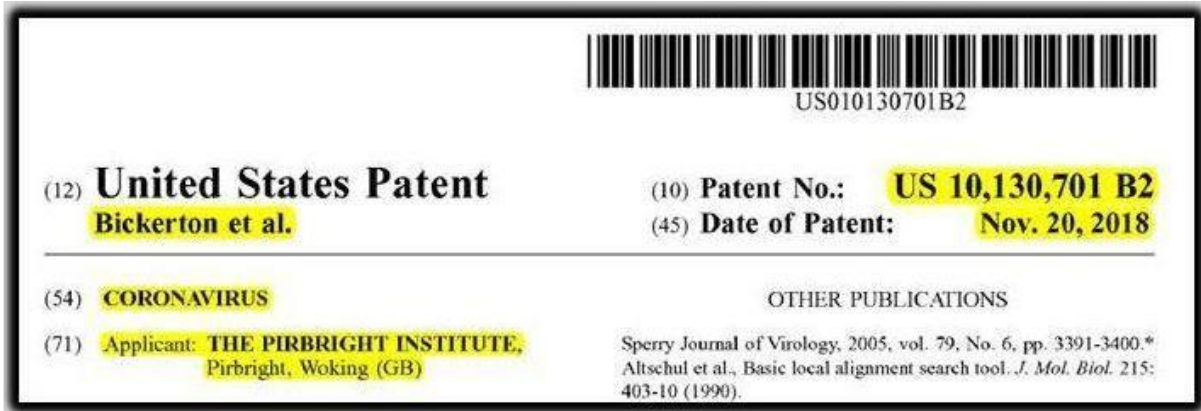 US010130701B2
(12) United States Patent
Bickerton et al.
(10) Patent No.: US 10,130,701 B2
(45) Date of Patent: Nov. 20, 2018
(54) CORONAVIRUS
(71) Applicant: THE PIRBRIGHT INSTITUTE,
Pirbright, Woking (GB)
OTHER PUBLICATIONS
Sperry Journal of Virology, 2005, vol. 79, No. 6, pp. 3391-3400.*
Altschul et al., Basic local alignment search tool. J. Mol. Biol. 215:
403-10 (1990).